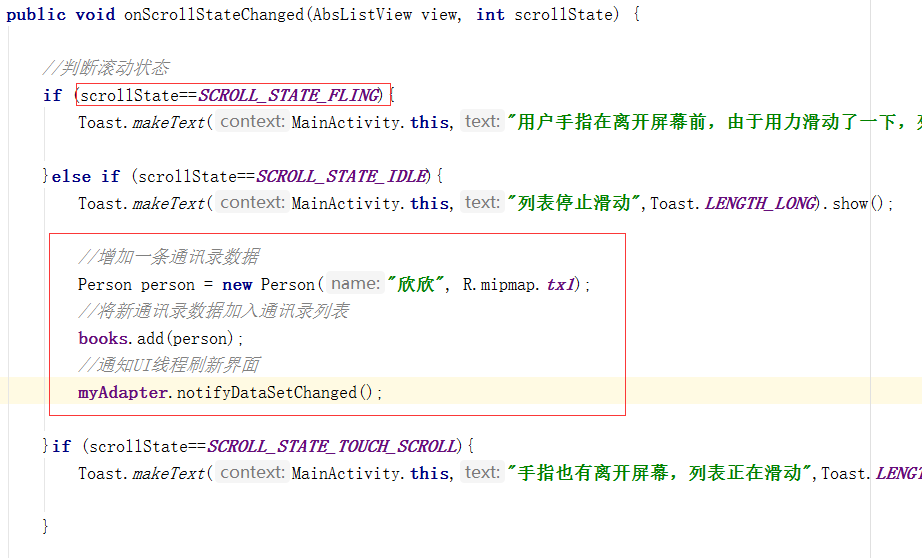 public void onScrollStateChanged(AbsListView view, int scrollState) {
//判断滚动状态
if (scrollState==SCROLL_STATE_FLING){
Toast.makeText( context: MainActivity.this, text: "用户手指在离开屏幕前，由于用力滑动了一下，
}else if (scrollState==SCROLL_STATE_IDLE){
Toast.makeText( context: MainActivity.this, text: "列表停止滑动",Toast.LENGTH_LONG).show();
//增加一条通讯录数据
Person person = new Person( name: "欣欣", R.mipmap.tx1);
//将新通讯录数据加入通讯录列表
books.add(person);
//通知UI线程刷新界面
myAdapter.notifyDataSetChanged();
}if (scrollState==SCROLL_STATE_TOUCH_SCROLL){
Toast.makeText( context: MainActivity.this, text: "手指也有离开屏幕，列表正在滑动",Toast.LENGT
}